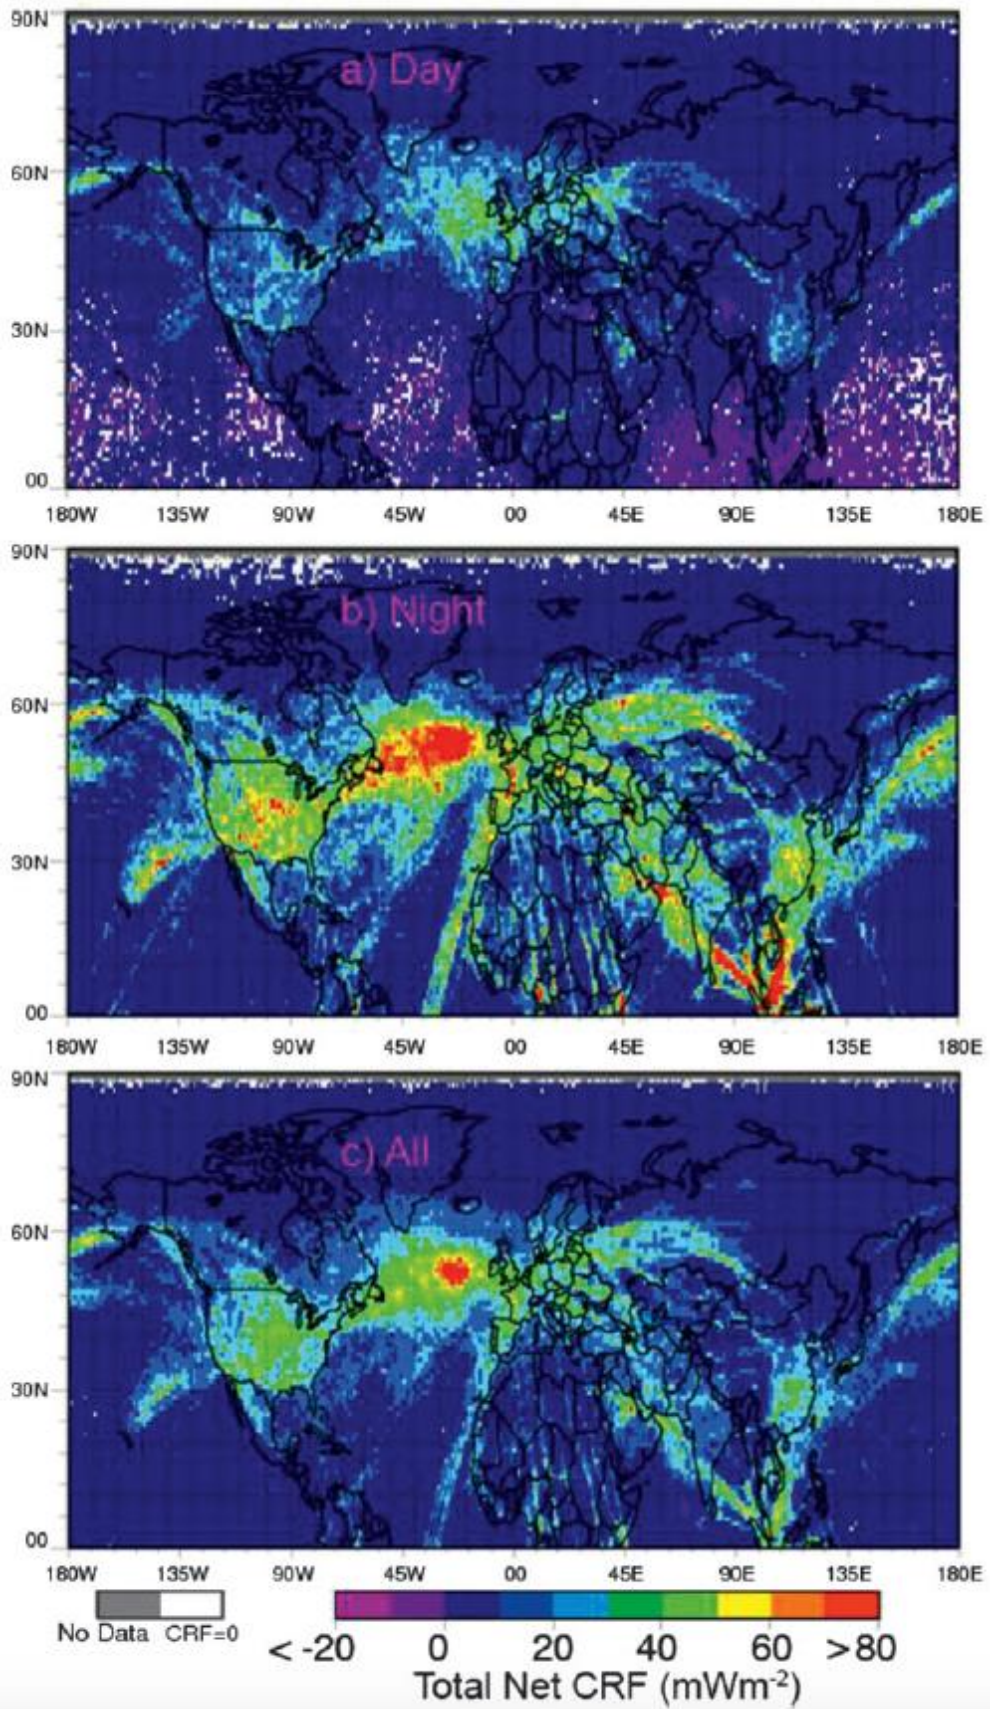 90N
a) Day
60N
30N
00
180W 135W 90W 45W 00 45E 90E 135E 180E
90N
b) Night
60N
30N
00
180W 135W 90W 45W 00 45E 90E 135E 180E
90N
c) All
60N
30N
00
180W 135W 90W 45W 00 45E 90E 135E 180E
No Data CRF=0
< -20 0 20 40 60 >80
Total Net CRF (mWm-2)